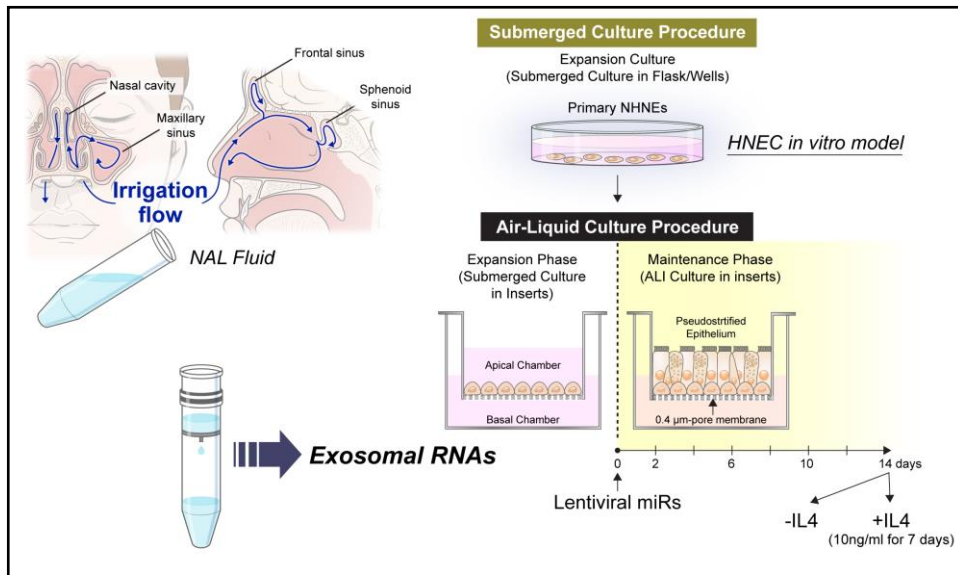 Frontal sinus
Nasal cavity
Sphenoid
sinus
Maxillary
sinus
Irrigation
flow
NAL Fluid
Exosomal RNAs
Submerged Culture Procedure
Expansion Culture
(Submerged Culture in Flask/Wells)
Primary NHNEs
HNEC in vitro model
Air-Liquid Culture Procedure
Expansion Phase
(Submerged Culture
in Inserts)
Apical Chamber
Basal Chamber
Maintenance Phase
(ALI Culture in inserts)
Pseudostrtified
Epithelium
0.4 μm-pore membrane
0 2 6 10 14 days
Lentiviral miRs
-IL4 +IL4
(10ng/ml for 7 days)